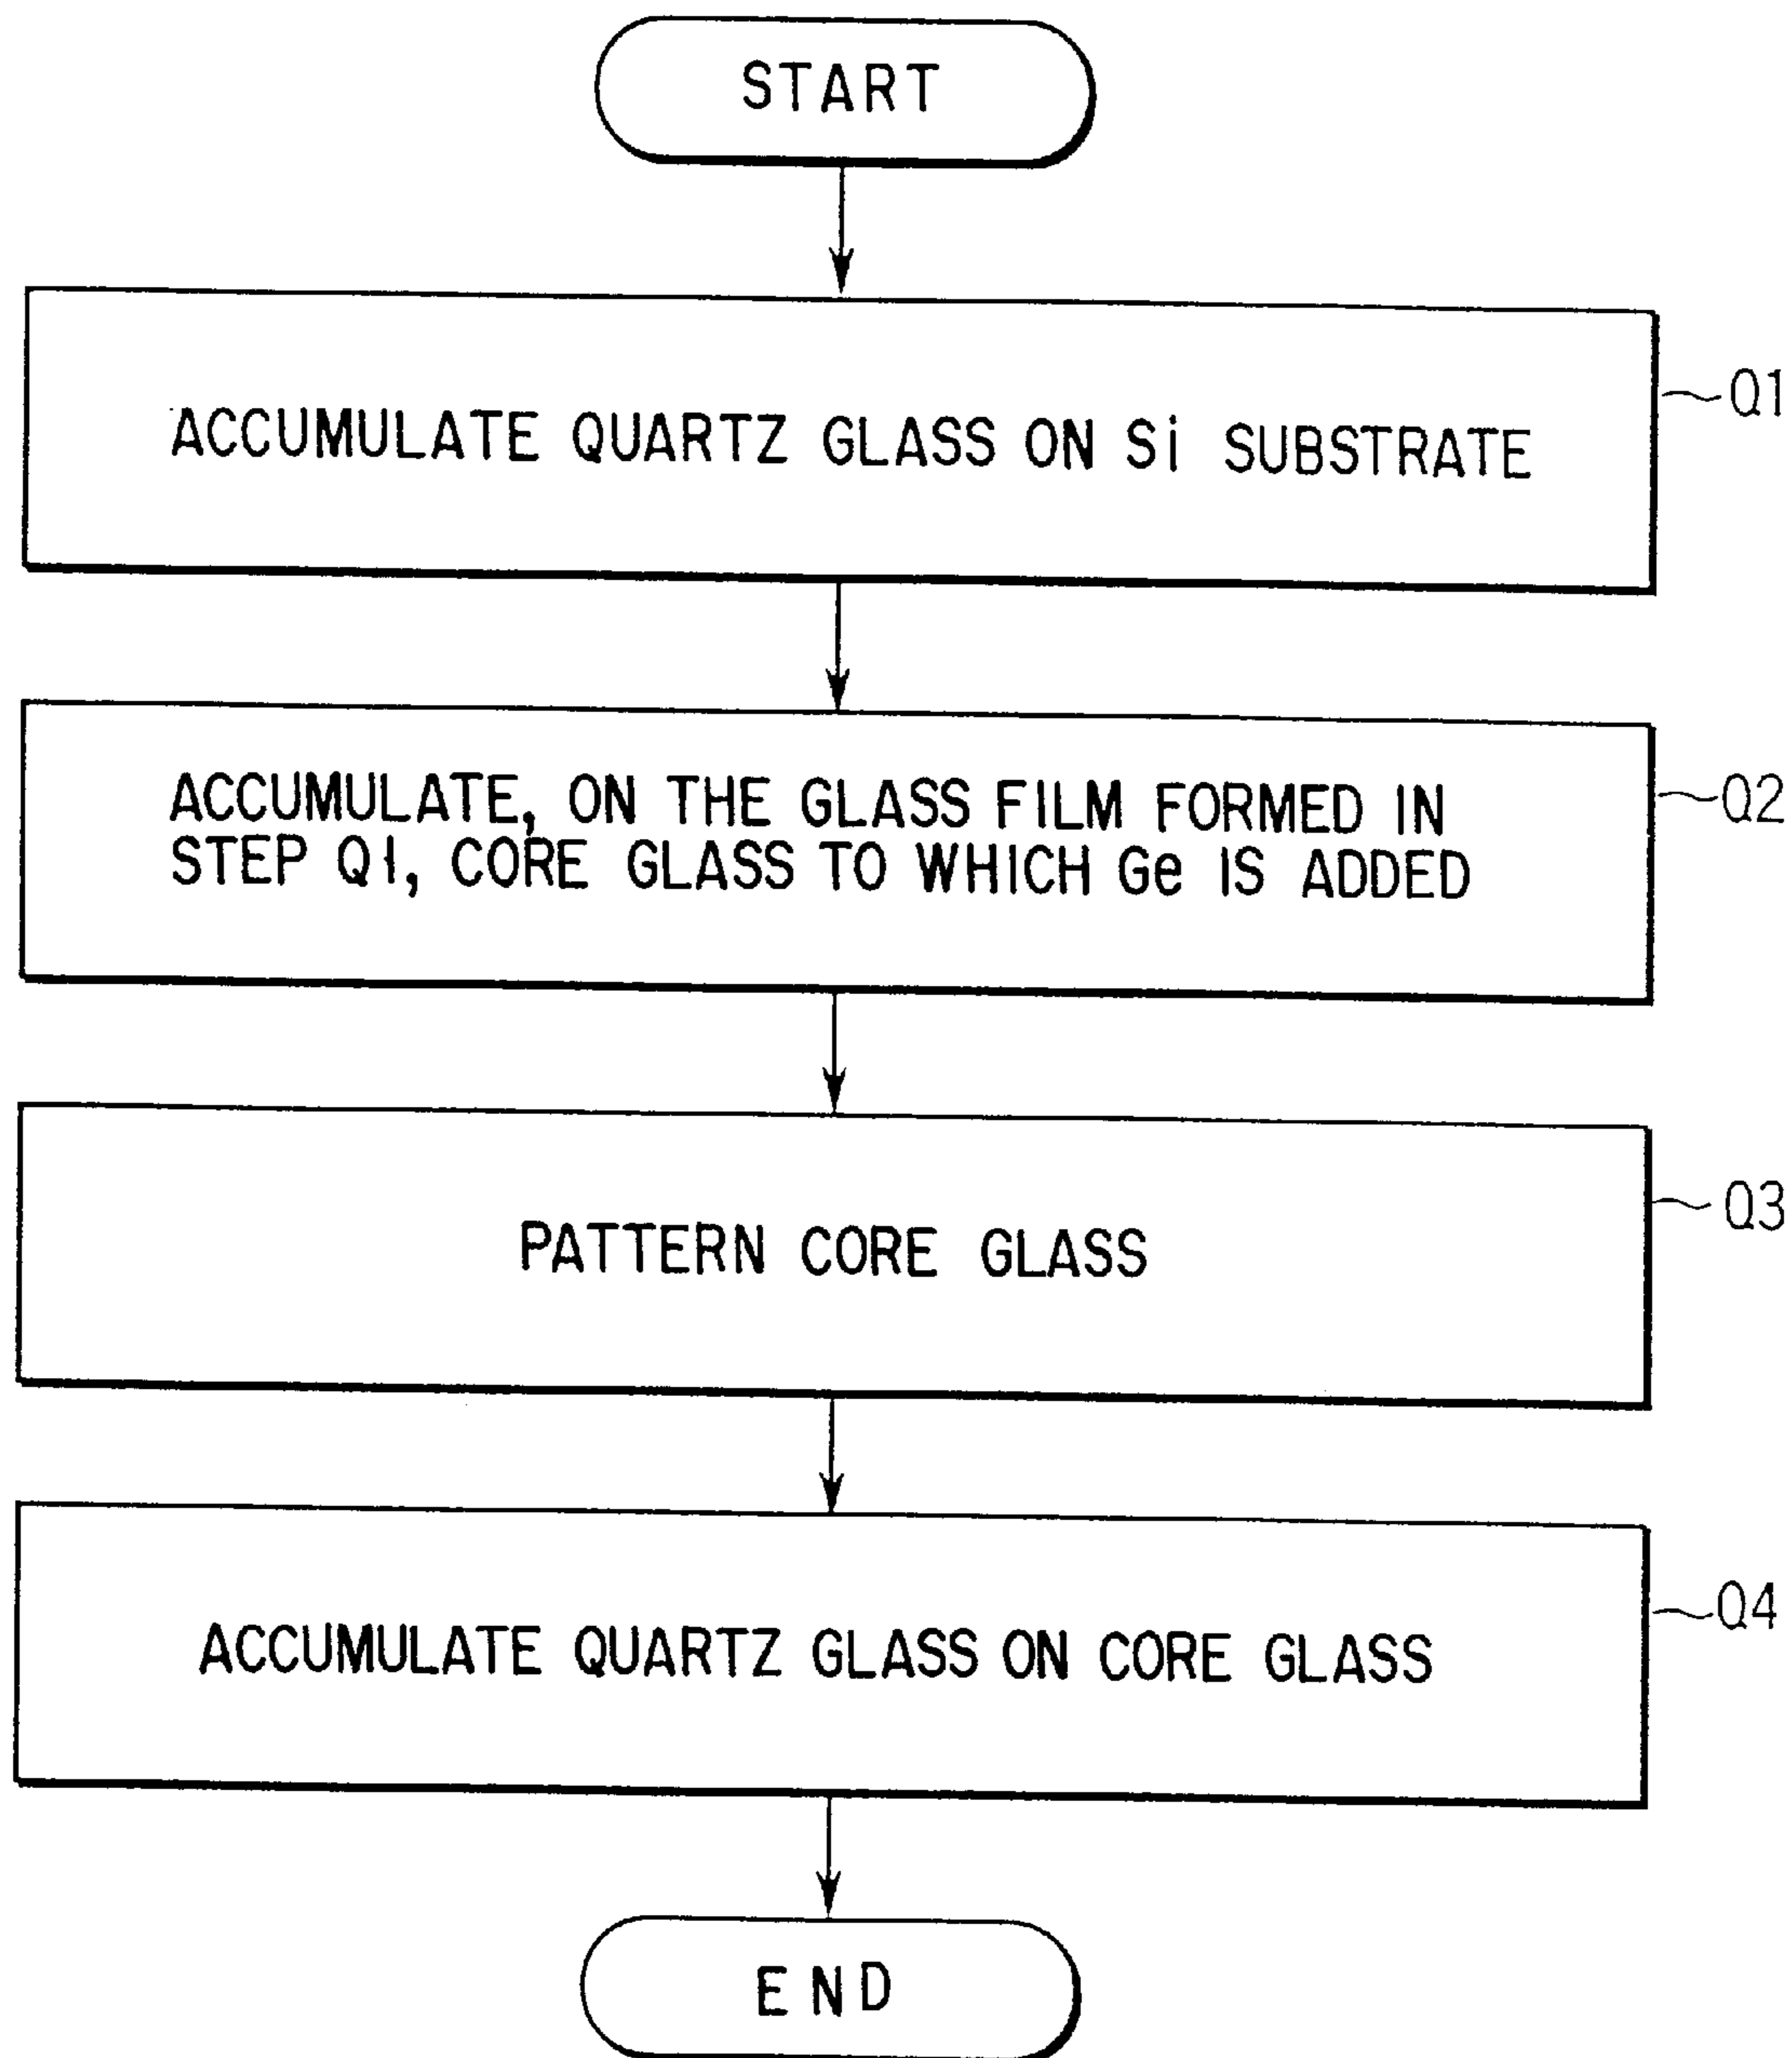 START
ACCUMULATE QUARTZ GLASS ON Si SUBSTRATE
Q1
ACCUMULATE, ON THE GLASS FILM FORMED IN
STEP Q1, CORE GLASS TO WHICH Ge IS ADDED
Q2
PATTERN CORE GLASS
Q3
ACCUMULATE QUARTZ GLASS ON CORE GLASS
Q4
END